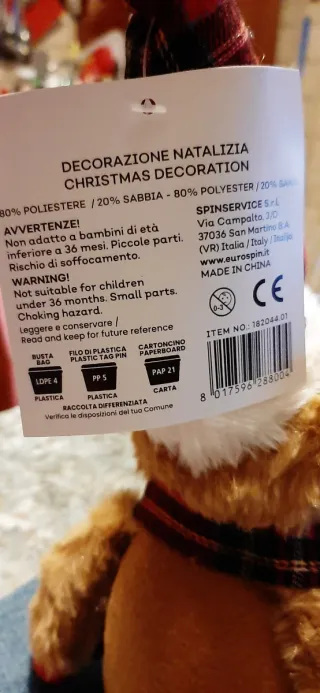 DECORAZIONE NATALIZIA
CHRISTMAS DECORATION
80% POLIESTERE / 20% SABBIA - 80% POLYESTER / 20%
AVVERTENZE!
Non adatto a bambini di età
inferiore a 36 mesi. Piccole parti.
Rischio di soffocamento.
WARNING!
Not suitable for children
under 36 months. Small parts.
Choking hazard.
Leggere e conservare /
Read and keep for future reference
SPINSERVICE S.r.l.
Via Campalto, 3/D
37036 San Martino B.A.
(VR) Italia / Italy /
www.eurospin.it
MADE IN CHINA
0-3
CE
ITEM NO.: 182044.01
8 017596 288004
BUSTA
BAG
LDPE 4
PLASTICA
FILO DI PLASTICA
PLASTIC TAG PIN
PP 5
PLASTICA
CARTONCINO
PAPERBOARD
PAP 21
CARTA
RACCOLTA DIFFERENZIATA
Verifica le disposizioni del tuo Comune